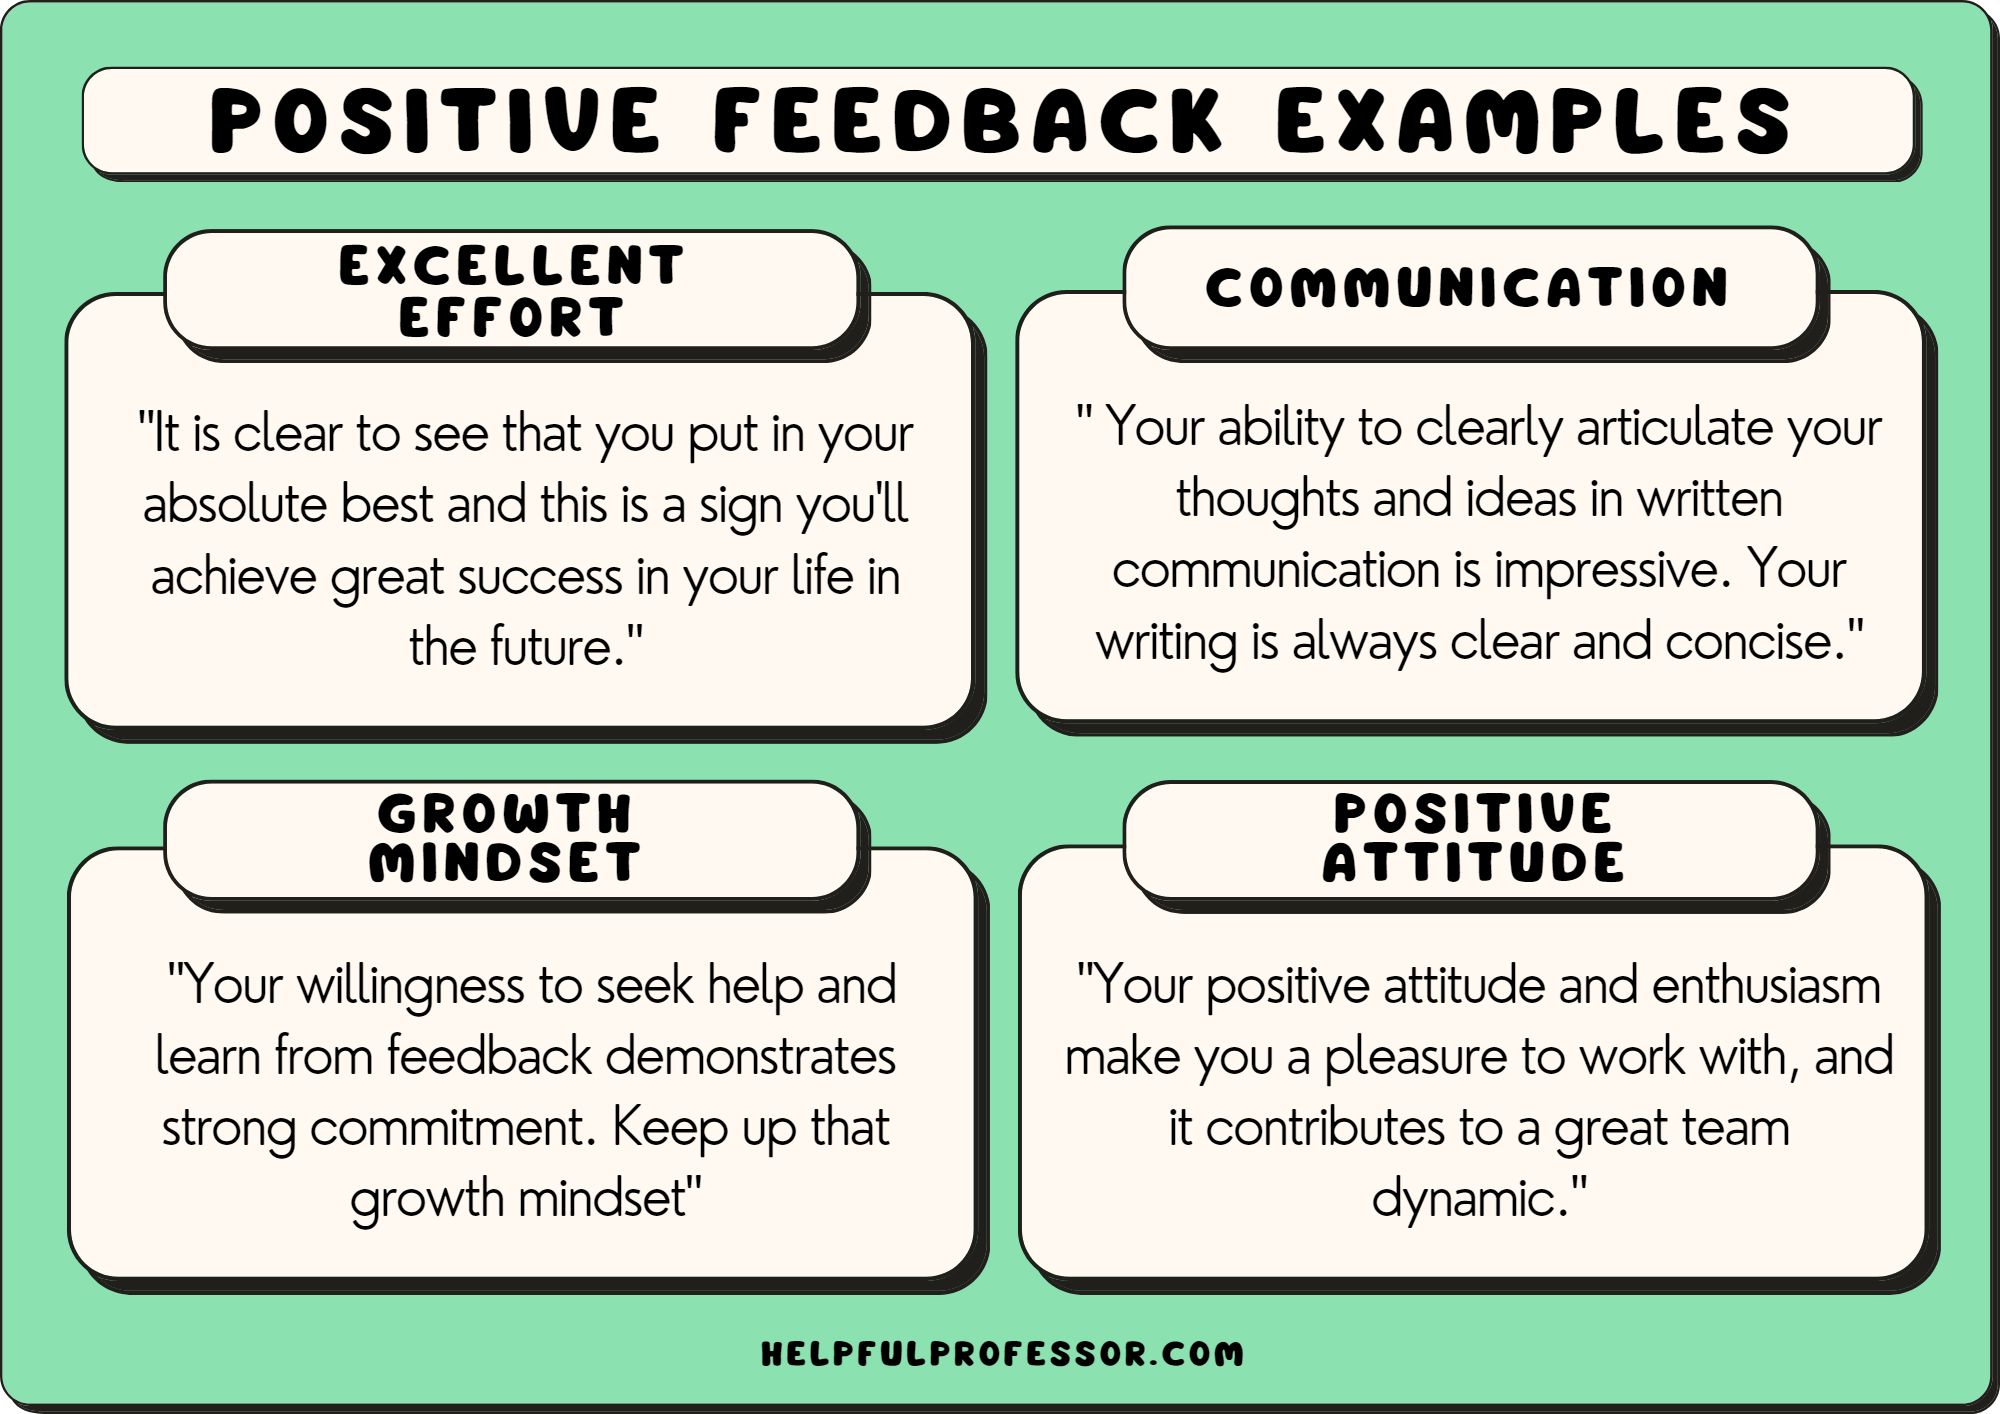 POSITIVE FEEDBACK EXAMPLES
EXCELLENT
EFFORT
"It is clear to see that you put in your
absolute best and this is a sign you'll
achieve great success in your life in
the future."
COMMUNICATION
" Your ability to clearly articulate your
thoughts and ideas in written
communication is impressive. Your
writing is always clear and concise."
GROWTH
MINDSET
"Your willingness to seek help and
learn from feedback demonstrates
strong commitment. Keep up that
growth mindset"
POSITIVE
ATTITUDE
"Your positive attitude and enthusiasm
make you a pleasure to work with, and
it contributes to a great team
dynamic."
HELPFULPROFESSOR.COM